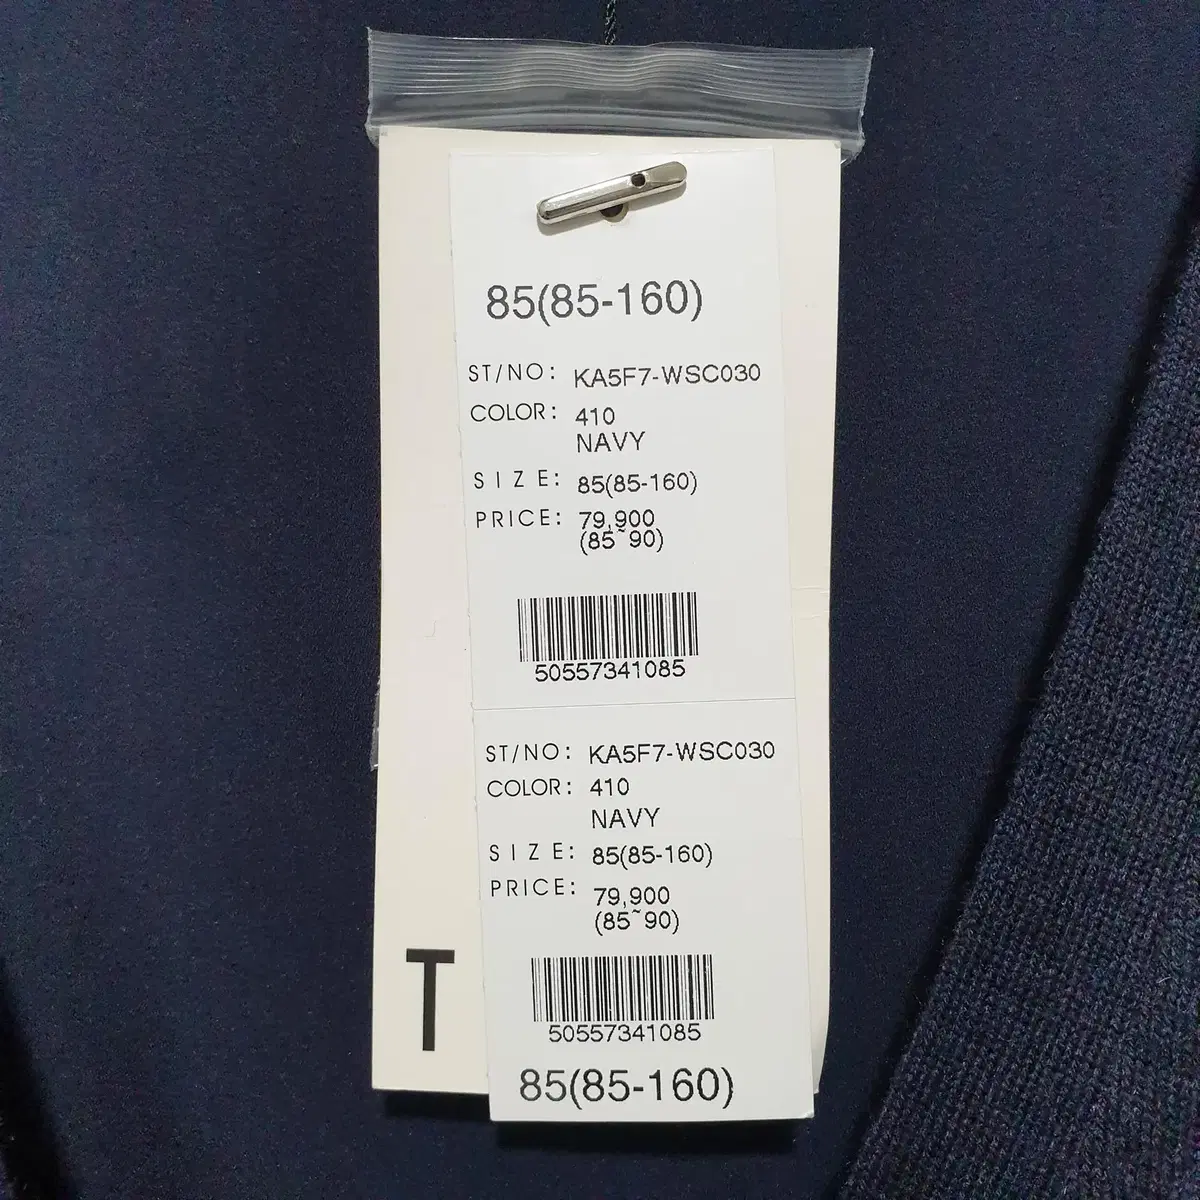 85(85-160)
ST/NO: KA5F7-WSC030
COLOR: 410
NAVY
SIZE: 85(85-160)
PRICE: 79,900
(85~90)
50557341085
ST/NO: KA5F7-WSC030
COLOR: 410
NAVY
SIZE: 85(85-160)
PRICE: 79,900
(85~90)
50557341085
85(85-160)
T